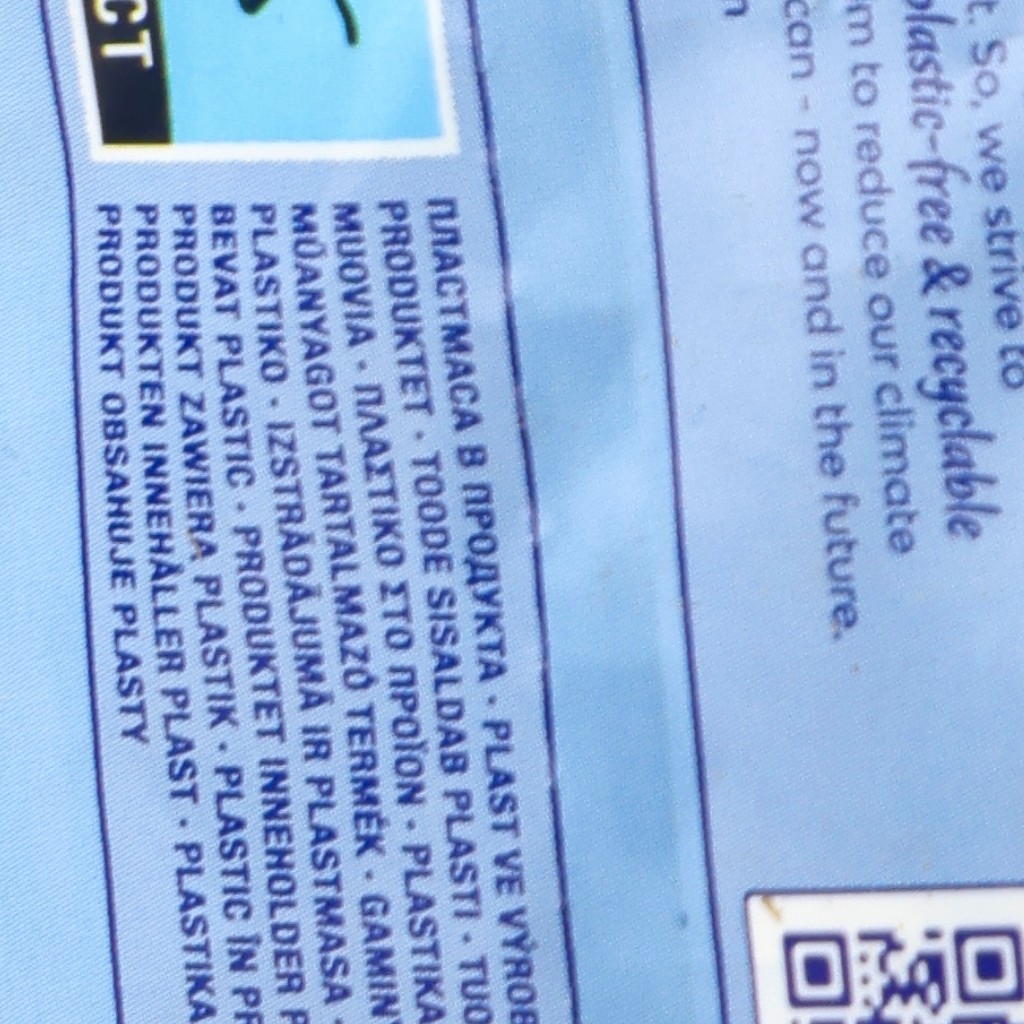 CT
ПЛАСТМАСА В ПРОДУКТА · PLAST VE VÝROB
PRODUKTET · TOODE SISALDAB PLASTI · TUO
MUOVIA · ΠΛΑΣΤΙΚΟ ΣΤΟ ΠΡΟΪΟΝ · PLASTIKA
MŰANYAGOT TARTALMAZÓ TERMÉK · GAMIN
PLASTIKO · IZSTRĀDĀJUMĀ IR PLASTMASA ·
BEVAT PLASTIC · PRODUKTET INNEHOLDER P
PRODUKT ZAWIERA PLASTIK · PLASTIC ÎN PR
PRODUKTEN INNEHÅLLER PLAST · PLASTIKA
PRODUKT OBSAHUJE PLASTY
t. So, we strive to
plastic-free & recyclable
m to reduce our climate
can - now and in the future.
n